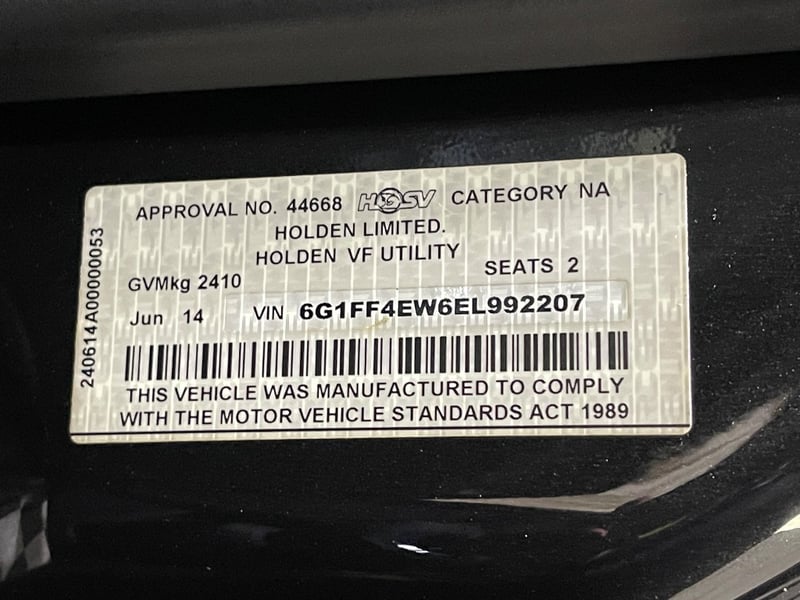 APPROVAL NO. 44668 HSV CATEGORY NA
HOLDEN LIMITED.
HOLDEN VF UTILITY
GVMkg 2410 SEATS 2
Jun 14 VIN 6G1FF4EW6EL992207
THIS VEHICLE WAS MANUFACTURED TO COMPLY
WITH THE MOTOR VEHICLE STANDARDS ACT 1989
240614A00000053